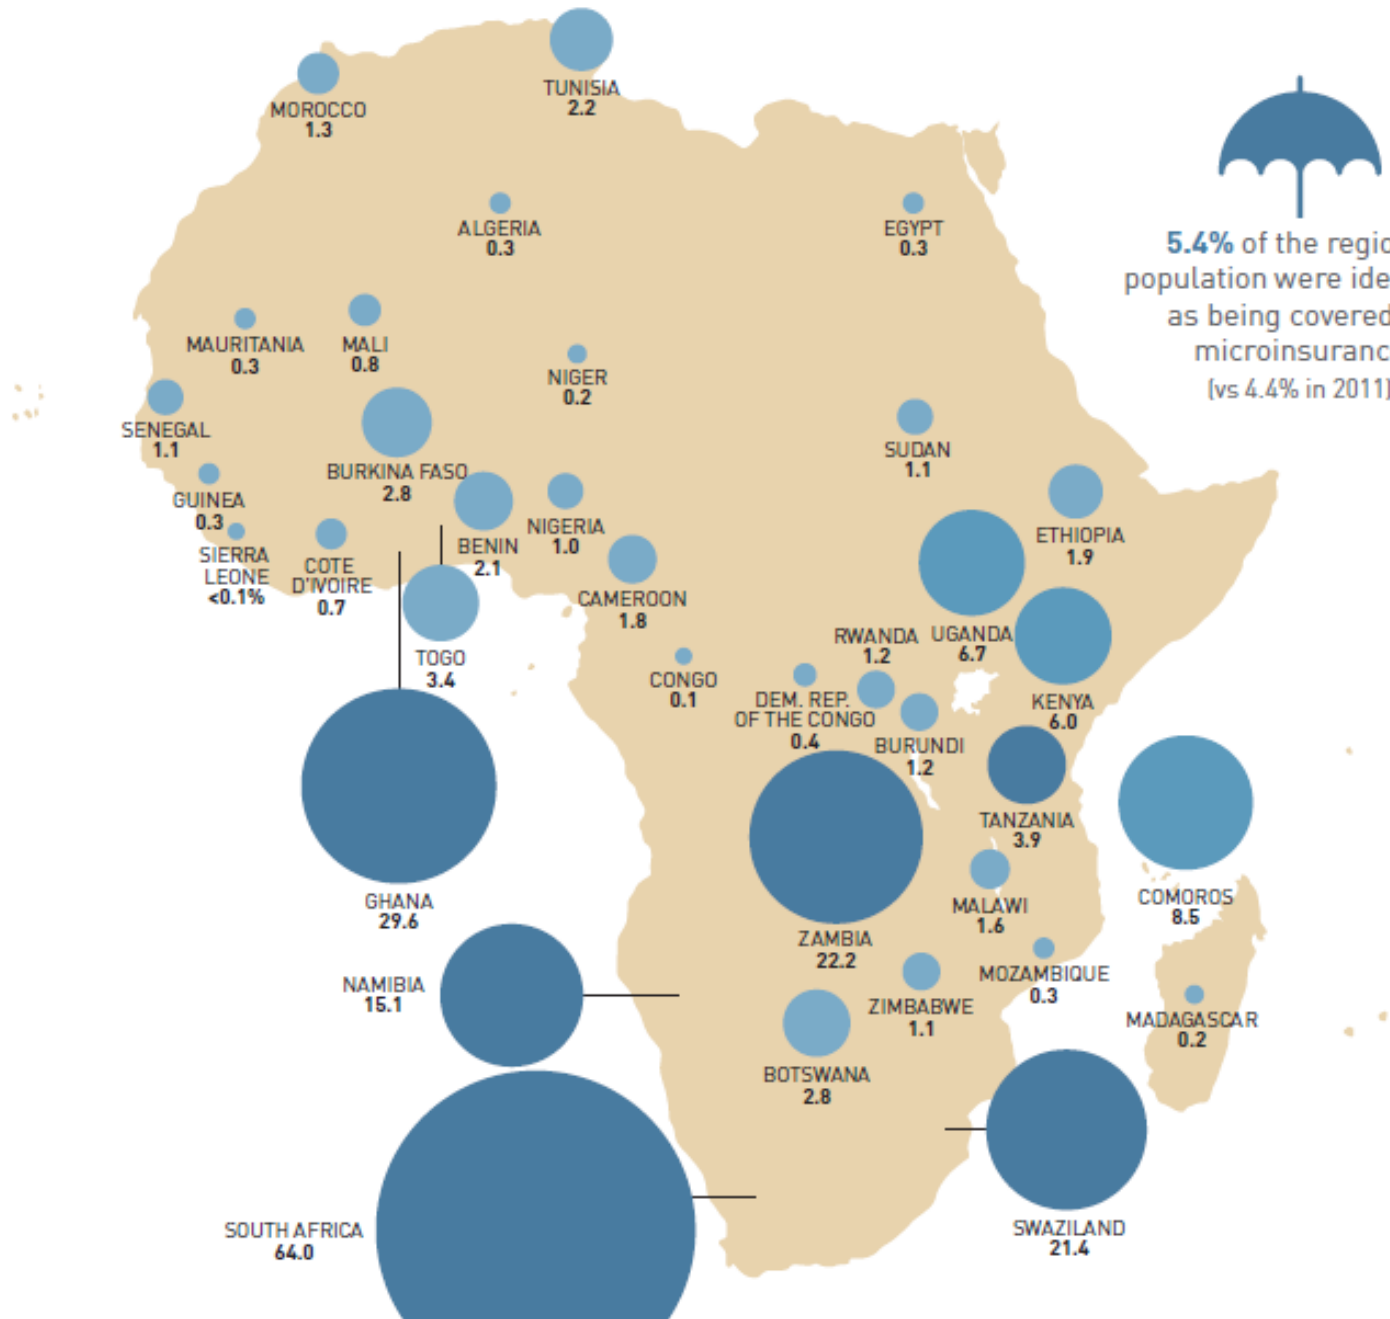 TUNISIA
2.2
MOROCCO
1.3
ALGERIA
0.3
EGYPT
0.3
5.4% of the regio
population were ide
as being covered
microinsuranc
(vs 4.4% in 2011)
MAURITANIA
0.3
MALI
0.8
NIGER
0.2
SENEGAL
1.1
BURKINA FASO
2.8
SUDAN
1.1
GUINEA
0.3
NIGERIA
1.0
ETHIOPIA
1.9
SIERRA
LEONE
<0.1%
COTE
D'IVOIRE
0.7
BENIN
2.1
CAMEROON
1.8
TOGO
3.4
CONGO
0.1
RWANDA
1.2
UGANDA
6.7
DEM. REP.
OF THE CONGO
0.4
BURUNDI
1.2
KENYA
6.0
TANZANIA
3.9
GHANA
29.6
ZAMBIA
22.2
MALAWI
1.6
COMOROS
8.5
NAMIBIA
15.1
ZIMBABWE
1.1
MOZAMBIQUE
0.3
MADAGASCAR
0.2
BOTSWANA
2.8
SOUTH AFRICA
64.0
SWAZILAND
21.4